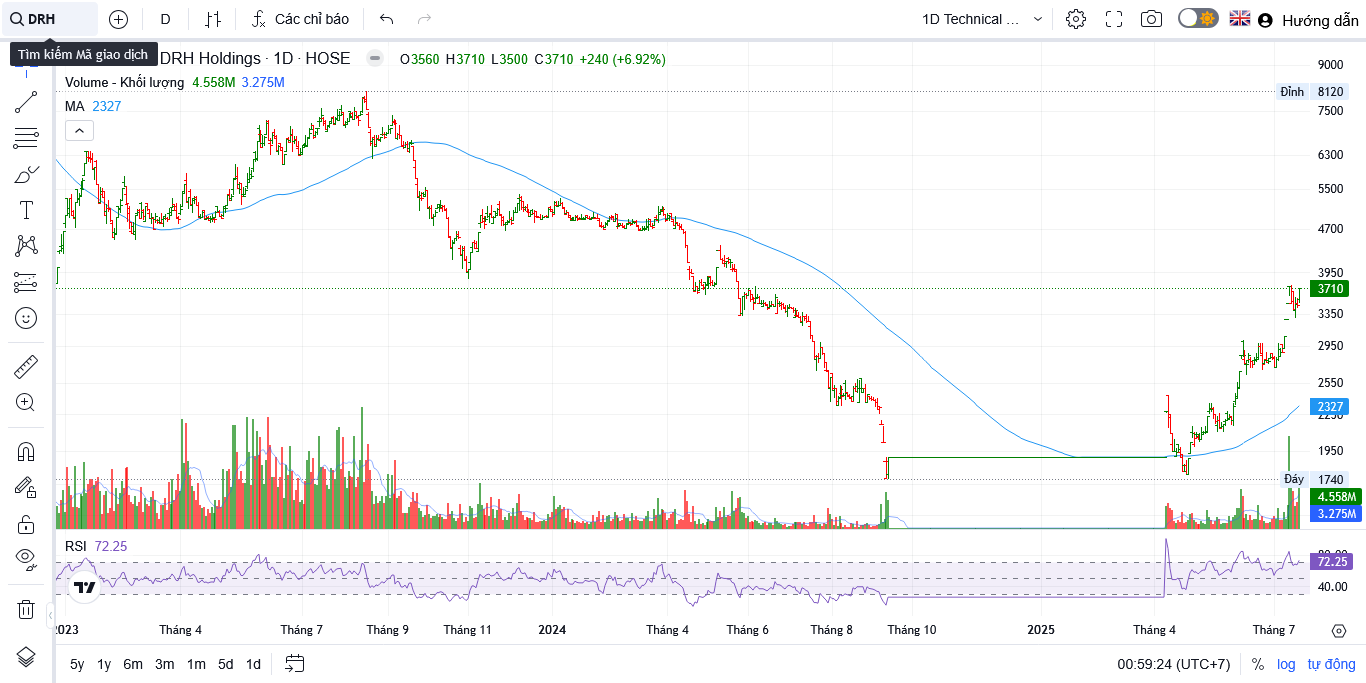 DRH D Các chỉ báo 1D Technical ... Hướng dẫn
Tìm kiếm Mã giao dịch
DRH Holdings · 1D · HOSE O3560 H3710 L3500 C3710 +240 (+6.92%)
Volume - Khối lượng 4.558M 3.275M
MA 2327
9000
Đỉnh 8120
7500
6300
5500
4700
3950
3710
3350
2950
2550
2327
2250
1950
Đáy 1740
4.558M
3.275M
RSI 72.25
80.00
72.25
40.00
2023 Tháng 4 Tháng 7 Tháng 9 Tháng 11 2024 Tháng 4 Tháng 6 Tháng 8 Tháng 10 2025 Tháng 4 Tháng 7
5y 1y 6m 3m 1m 5d 1d 00:59:24 (UTC+7) % log tự động